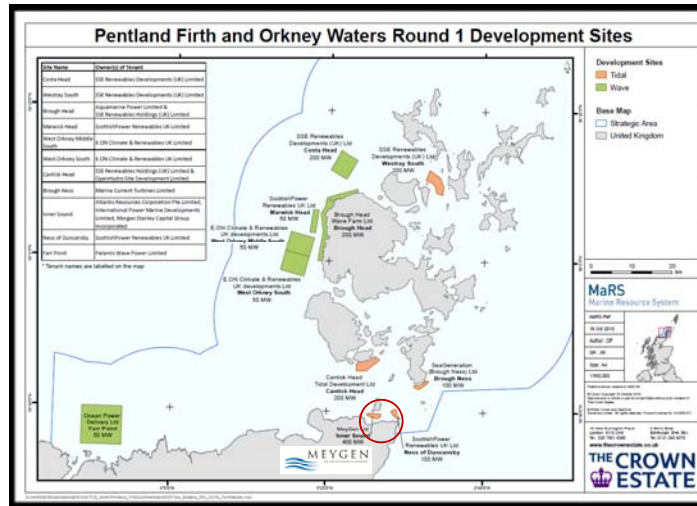 Pentland Firth and Orkney Waters Round 1 Development Sites
Site Name Owner(s) of Tenant
Costa Head SSE Renewables Developments (UK) Limited
Westray South SSE Renewables Developments (UK) Limited
Brough Head Aquamarine Power Limited &
SSE Renewables Holdings (UK) Limited
Marwick Head ScottishPower Renewables UK Limited
West Orkney Middle
South E.ON Climate & Renewables UK Limited
West Orkney South E.ON Climate & Renewables UK Limited
Cantick Head SSE Renewables Holdings (UK) Limited &
OpenHydro Site Development Limited
Brough Ness Marine Current Turbines Limited
Inner Sound Atlantis Resources Corporation Pte Limited,
International Power Marine Developments
Limited, Morgan Stanley Capital Group
Incorporated
Ness of Duncansby ScottishPower Renewables UK Limited
Farr Point Pelamis Wave Power Limited
* Tenant names are labelled on the map
SSE Renewables
Developments (UK) Ltd
Costa Head
200 MW
SSE Renewables
Developments (UK) Ltd
Westray South
200 MW
ScottishPower
Renewables UK Ltd
Marwick Head
50 MW
Brough Head
Wave Farm Ltd
Brough Head
200 MW
E.ON Climate & Renewables
UK developments Ltd
West Orkney Middle South
50 MW
E.ON Climate & Renewables
UK developments Ltd
West Orkney South
50 MW
Cantick Head
Tidal Development Ltd
Cantick Head
200 MW
SeaGeneration
(Brough Ness) Ltd
Brough Ness
100 MW
Ocean Power
Delivery Ltd
Farr Point
50 MW
MeyGen Ltd
Inner Sound
400 MW
ScottishPower
Renewables UK Ltd
Ness of Duncansby
100 MW
MEYGEN
Development Sites
Tidal
Wave
Base Map
Strategic Area
United Kingdom
MaRS
Marine Resource System
www.thecrownestate.co.uk
THE CROWN
ESTATE